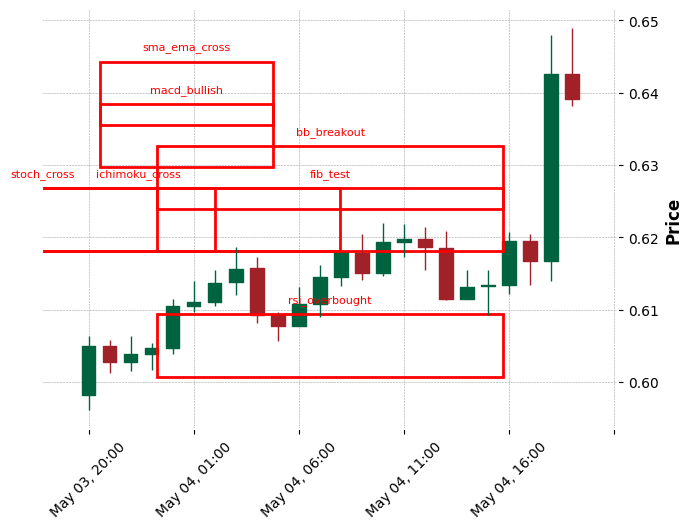 0.65
sma_ema_cross
macd_bullish
0.64
bb_breakout
0.63
stoch_cross
ichimoku_cross
fib_test
0.62
Price
0.61
rsi_overbought
0.60
May 03, 20:00
May 04, 01:00
May 04, 06:00
May 04, 11:00
May 04, 16:00